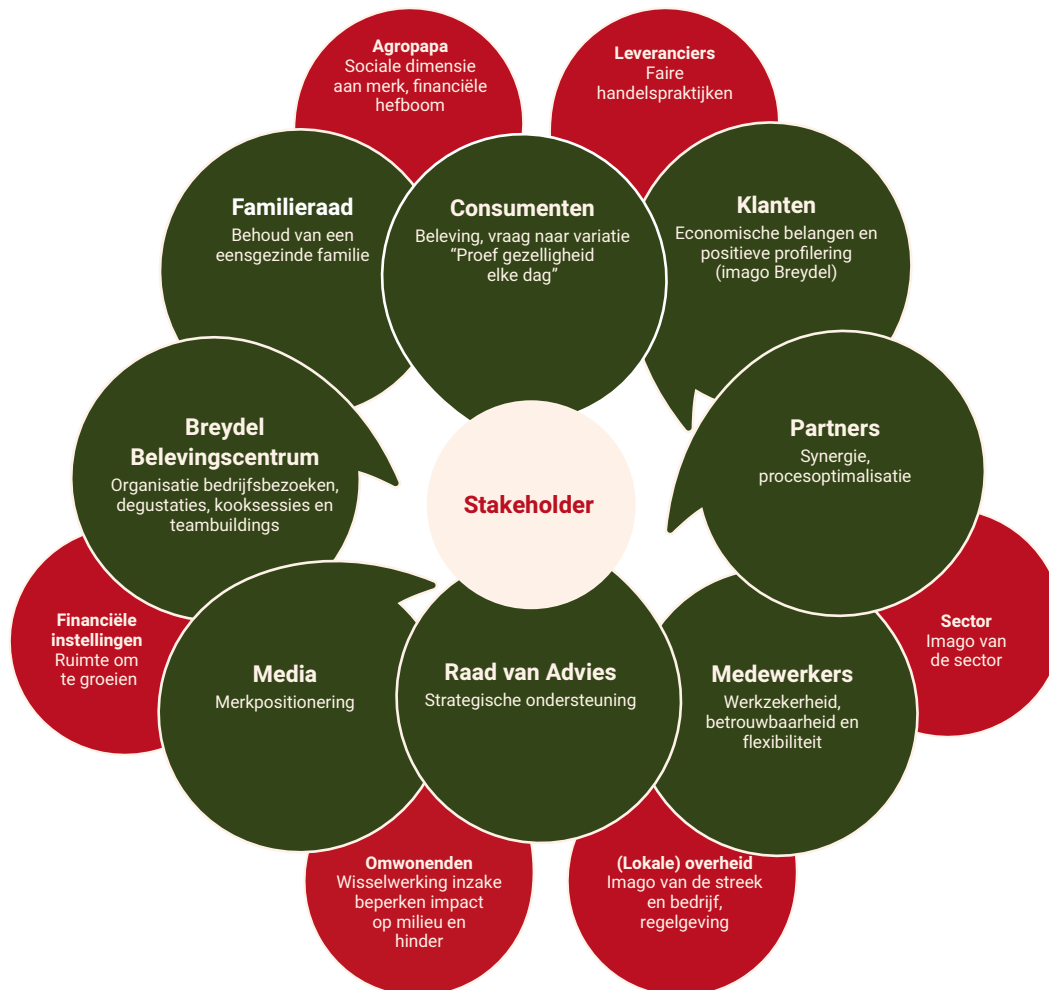 Agropapa
Sociale dimensie
aan merk, financiële
hefboom
Leveranciers
Faire
handelspraktijken
Familieraad
Behoud van een
eensgezinde familie
Consumenten
Beleving, vraag naar variatie
“Proef gezelligheid
elke dag”
Klanten
Economische belangen en
positieve profilering
(imago Breydel)
Breydel
Belevingscentrum
Organisatie bedrijfsbezoeken,
degustaties, kooksessies en
teambuildings
Stakeholder
Partners
Synergie,
procesoptimalisatie
Financiële
instellingen
Ruimte om
te groeien
Media
Merkpositionering
Raad van Advies
Strategische ondersteuning
Medewerkers
Werkzekerheid,
betrouwbaarheid en
flexibiliteit
Sector
Imago van
de sector
Omwonenden
Wisselwerking inzake
beperken impact
op milieu en
hinder
(Lokale) overheid
Imago van de streek
en bedrijf,
regelgeving